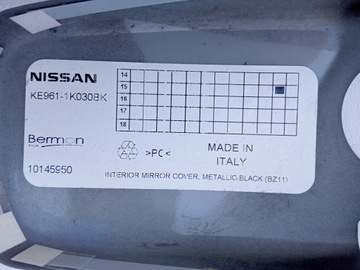 NISSAN
KE961-1K030BK
14
15
16
17
18
Berman
10145950
>PC<
MADE IN
ITALY
INTERIOR MIRROR COVER, METALLIC BLACK (BZ11)